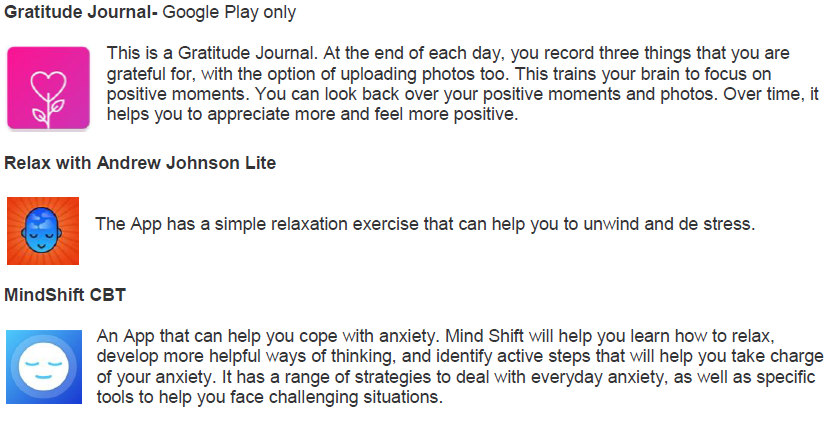 Gratitude Journal- Google Play only
This is a Gratitude Journal. At the end of each day, you record three things that you are
grateful for, with the option of uploading photos too. This trains your brain to focus on
positive moments. You can look back over your positive moments and photos. Over time, it
helps you to appreciate more and feel more positive.
Relax with Andrew Johnson Lite
The App has a simple relaxation exercise that can help you to unwind and de stress.
MindShift CBT
An App that can help you cope with anxiety. Mind Shift will help you learn how to relax,
develop more helpful ways of thinking, and identify active steps that will help you take charge
of your anxiety. It has a range of strategies to deal with everyday anxiety, as well as specific
tools to help you face challenging situations.